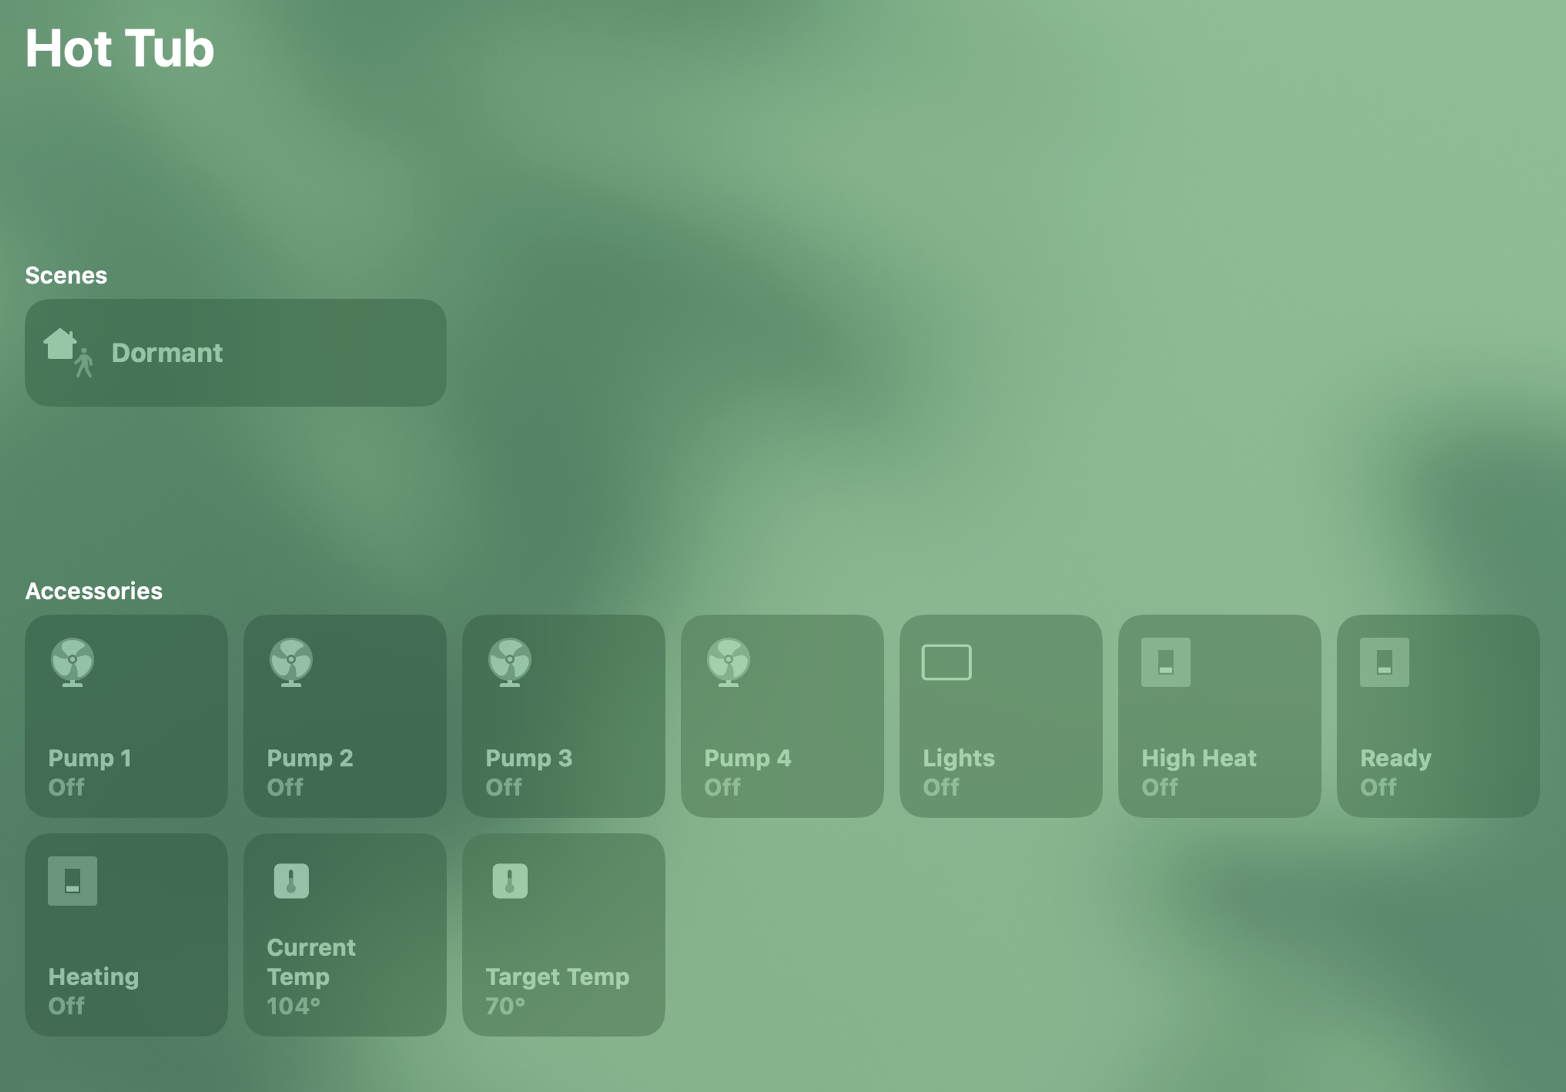 Hot Tub
Scenes
Dormant
Accessories
Pump 1
Off
Pump 2
Off
Pump 3
Off
Pump 4
Off
Lights
Off
High Heat
Off
Ready
Off
Heating
Off
Current
Temp
104°
Target Temp
70°